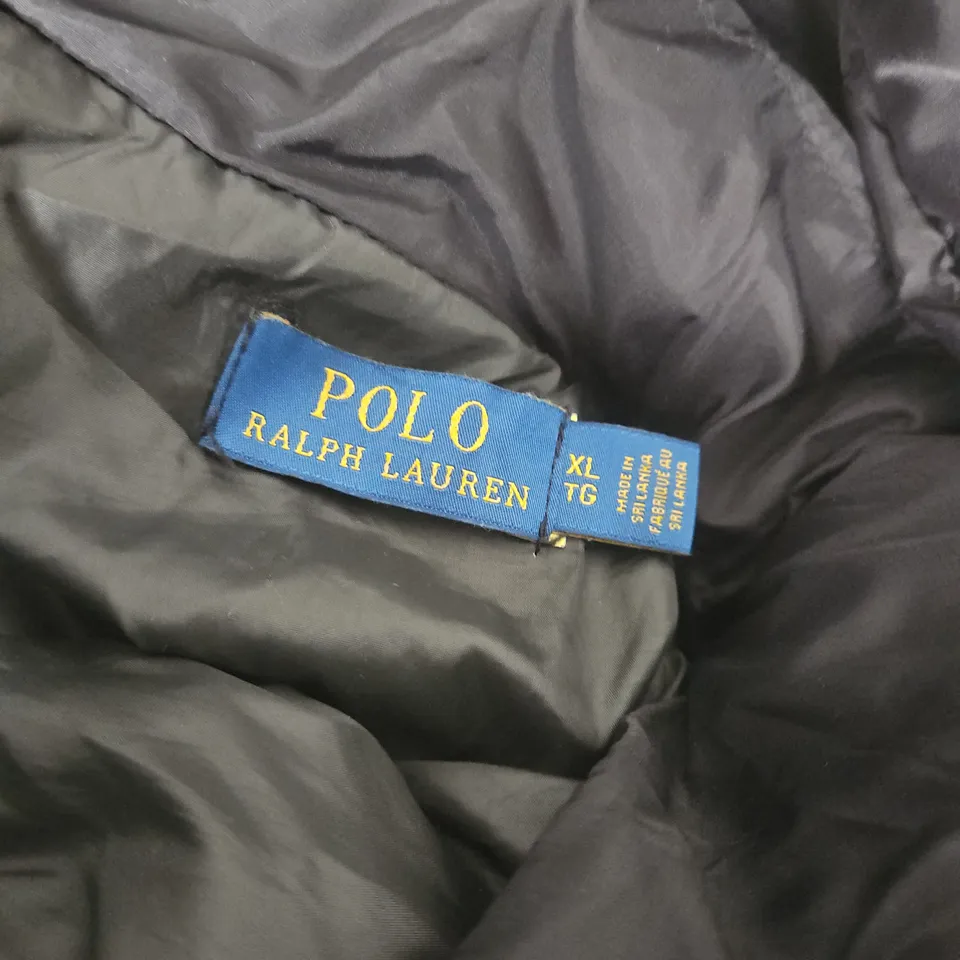 POLO
RALPH LAUREN
XL
TG
MADE IN
SRI LANKA
FABRIQUÉ AU
SRI LANKA